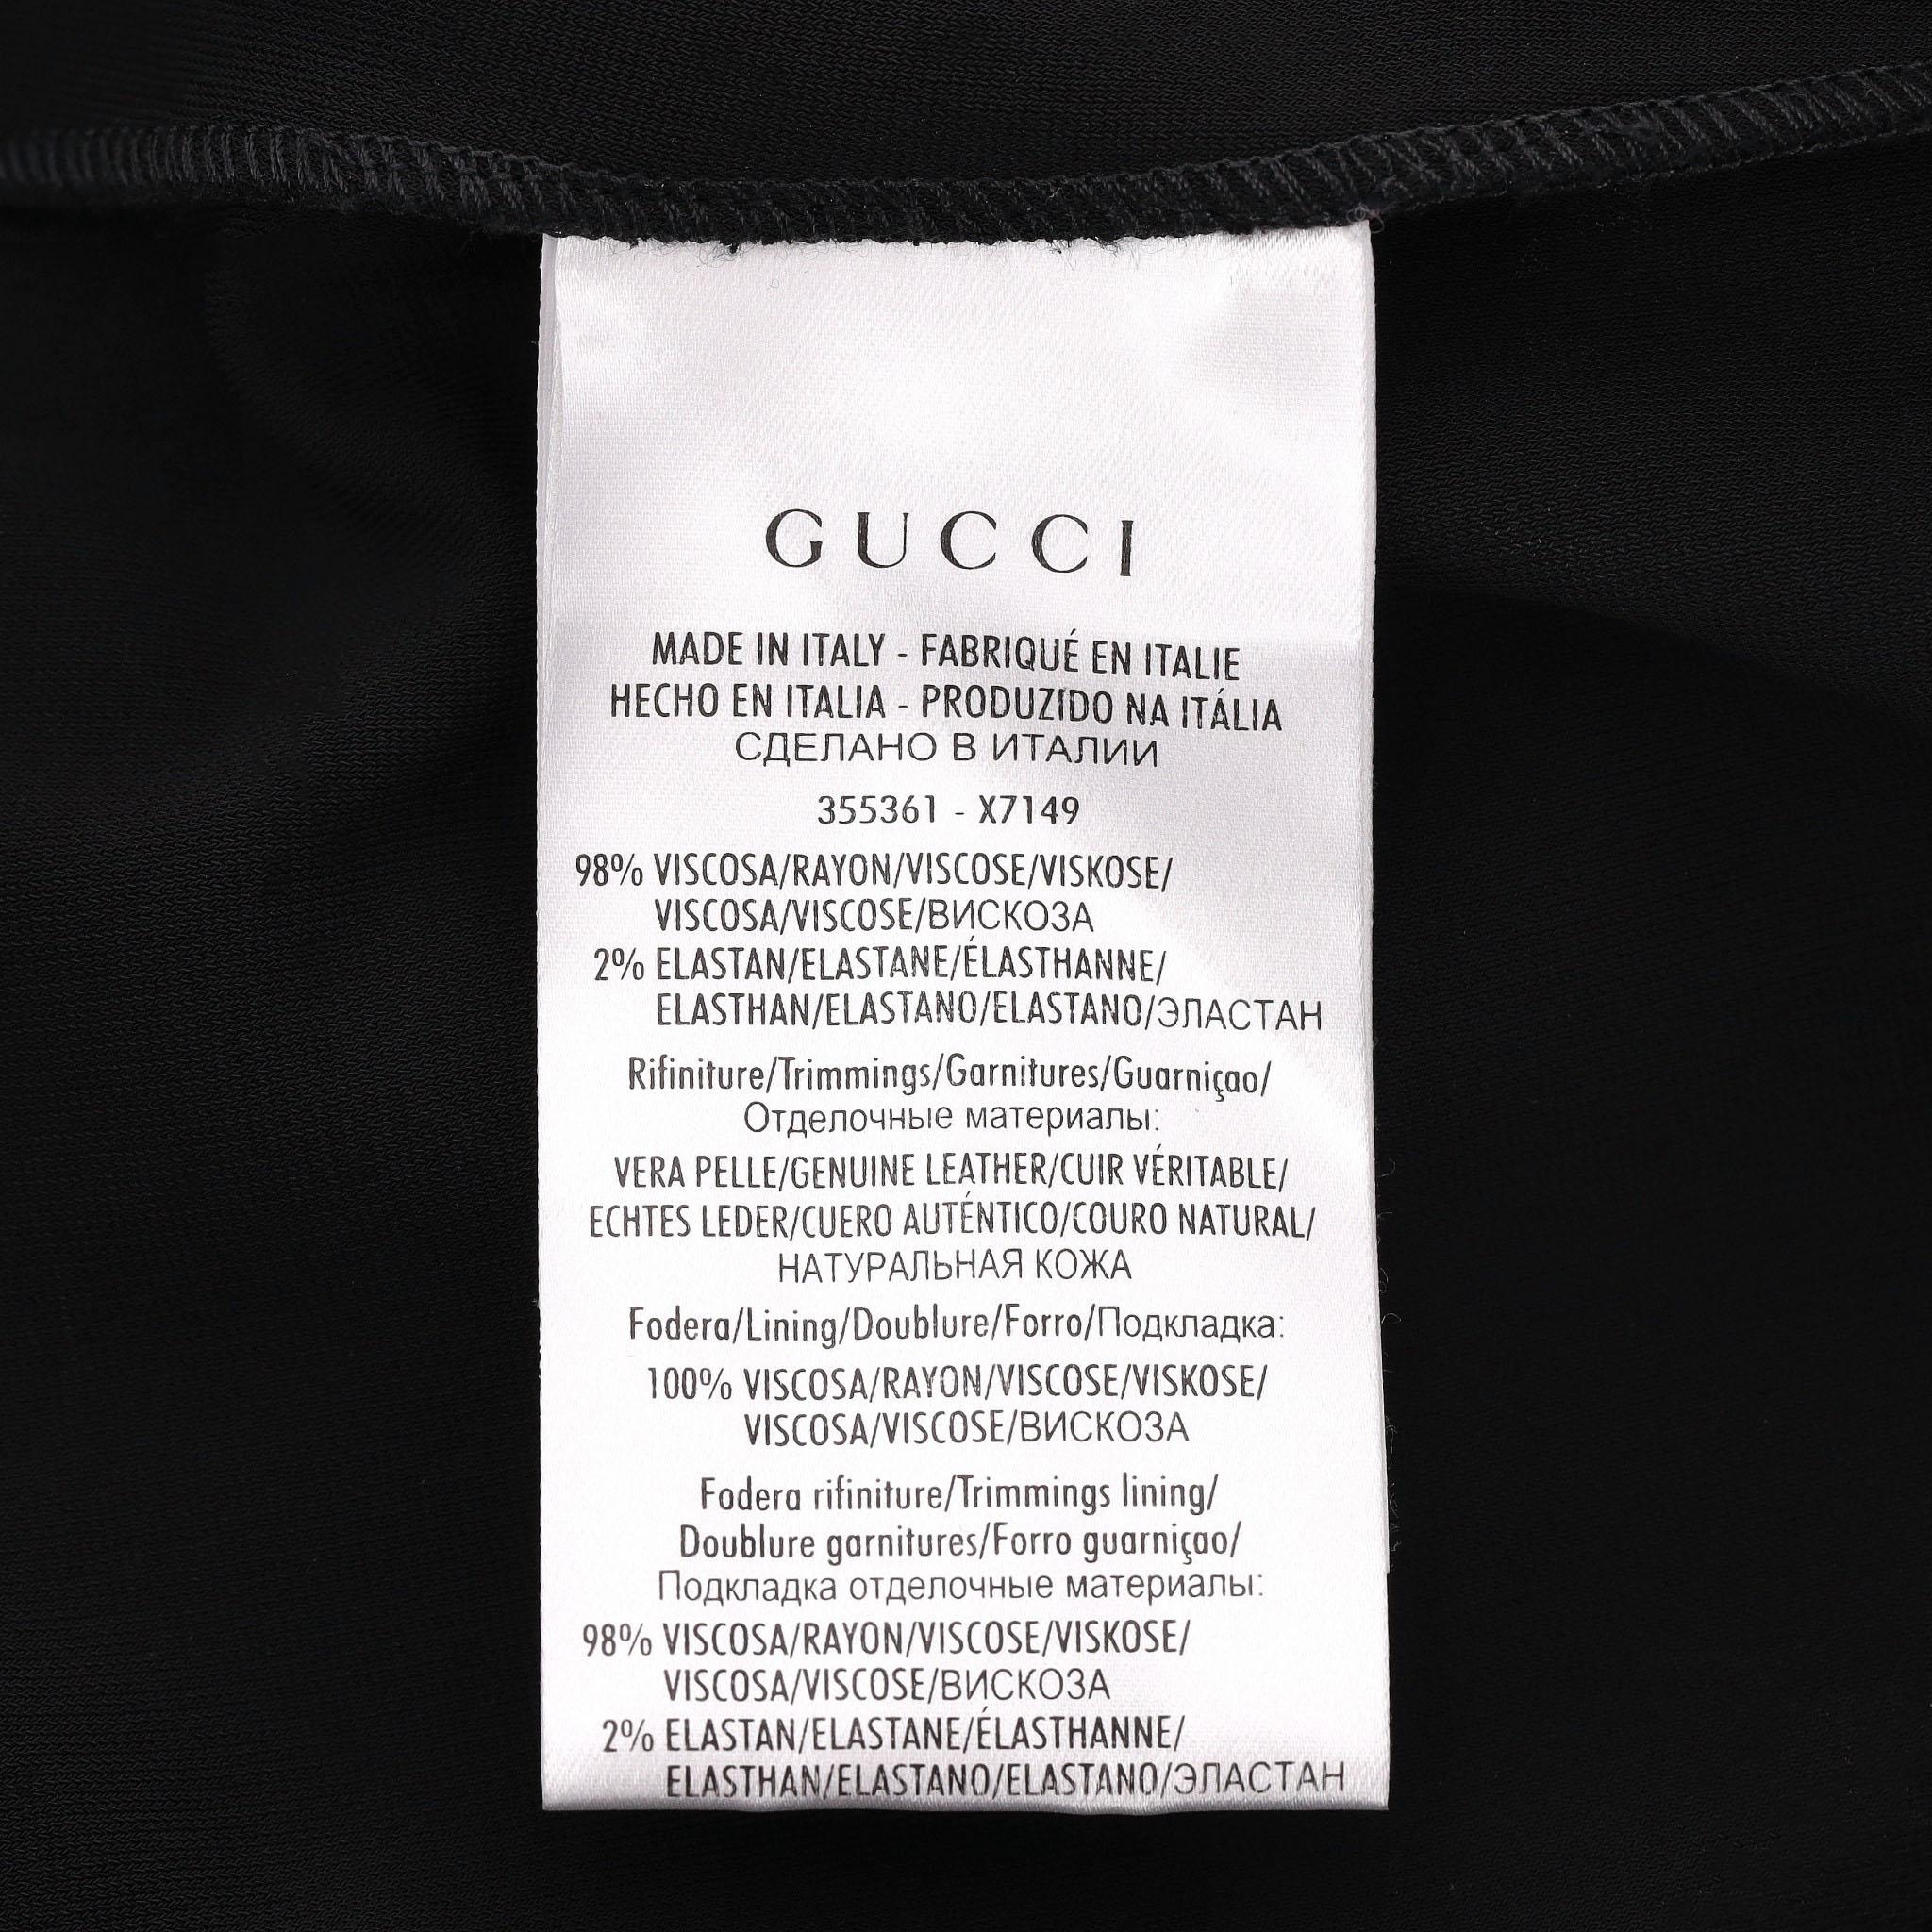 GUCCI
MADE IN ITALY - FABRIQUÉ EN ITALIE
HECHO EN ITALIA - PRODUZIDO NA ITÁLIA
СДЕЛАНО В ИТАЛИИ
355361 - X7149
98% VISCOSA/RAYON/VISCOSE/VISKOSE/
VISCOSA/VISCOSE/ВИСКОЗА
2% ELASTAN/ELASTANE/ÉLASTHANNE/
ELASTHAN/ELASTANO/ELASTANO/ЭЛАСТАН
Rifiniture/Trimmings/Garnitures/Guarniçao/
Отделочные материалы:
VERA PELLE/GENUINE LEATHER/CUIR VÉRITABLE/
ECHTES LEDER/CUERO AUTÉNTICO/COURO NATURAL/
НАТУРАЛЬНАЯ КОЖА
Fodera/Lining/Doublure/Forro/Подкладка:
100% VISCOSA/RAYON/VISCOSE/VISKOSE/
VISCOSA/VISCOSE/ВИСКОЗА
Fodera rifiniture/Trimmings lining/
Doublure garnitures/Forro guarniçao/
Подкладка отделочные материалы:
98% VISCOSA/RAYON/VISCOSE/VISKOSE/
VISCOSA/VISCOSE/ВИСКОЗА
2% ELASTAN/ELASTANE/ÉLASTHANNE/
ELASTHAN/ELASTANO/ELASTANO/ЭЛАСТАН